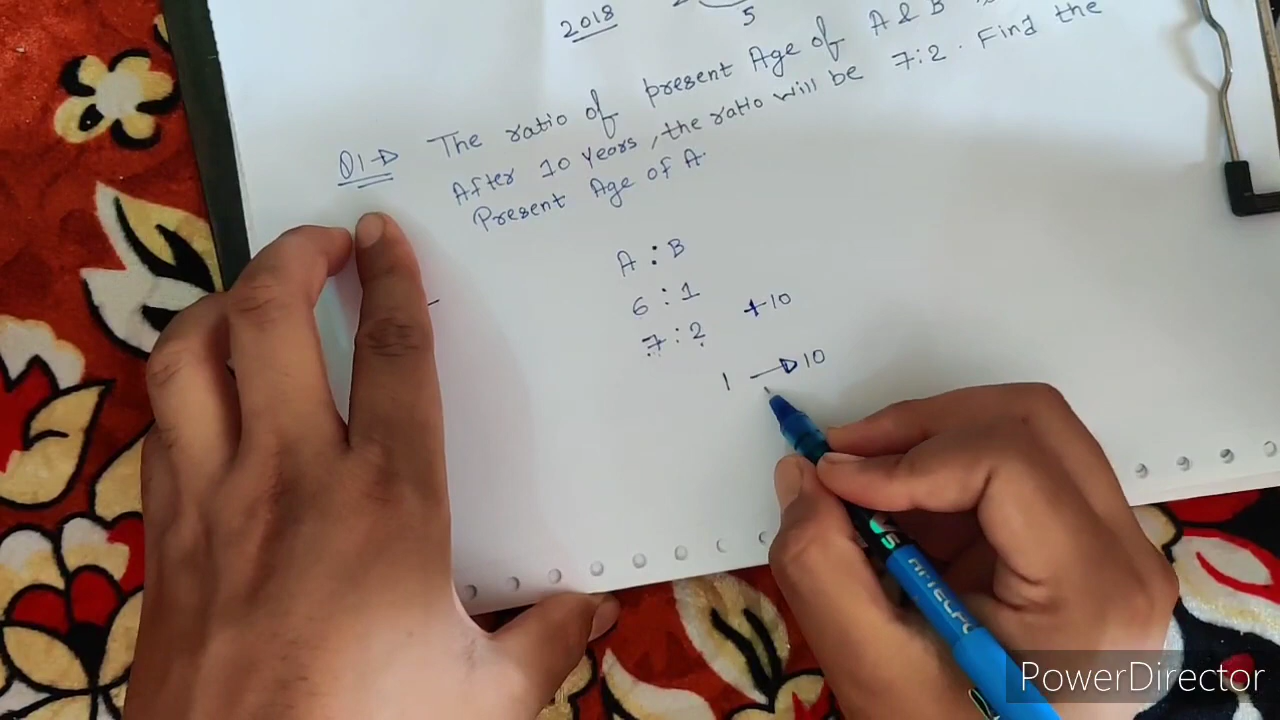 2018
5
Q1→ The ratio of present Age of A & B
After 10 Years, the ratio will be 7:2. Find the
Present Age of A.
A : B
6 : 1
+10
7 : 2
1 → 10
PowerDirector